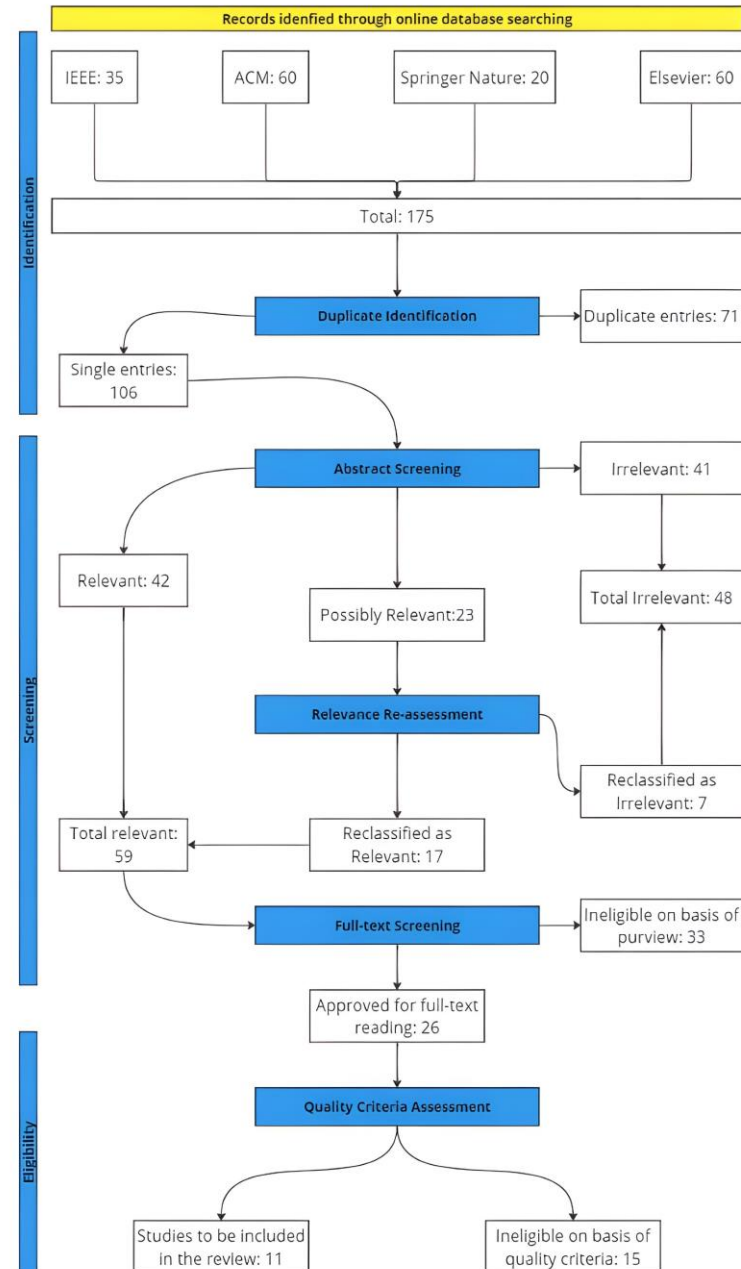 Records idenfied through online database searching
Identification
IEEE: 35
ACM: 60
Springer Nature: 20
Elsevier: 60
Total: 175
Duplicate Identification
Duplicate entries: 71
Single entries:
106
Screening
Abstract Screening
Irrelevant: 41
Relevant: 42
Possibly Relevant:23
Total Irrelevant: 48
Relevance Re-assessment
Reclassified as
Irrelevant: 7
Total relevant:
59
Reclassified as
Relevant: 17
Full-text Screening
Ineligible on basis of
purview: 33
Approved for full-text
reading: 26
Eligibility
Quality Criteria Assessment
Studies to be included
in the review: 11
Ineligible on basis of
quality criteria: 15